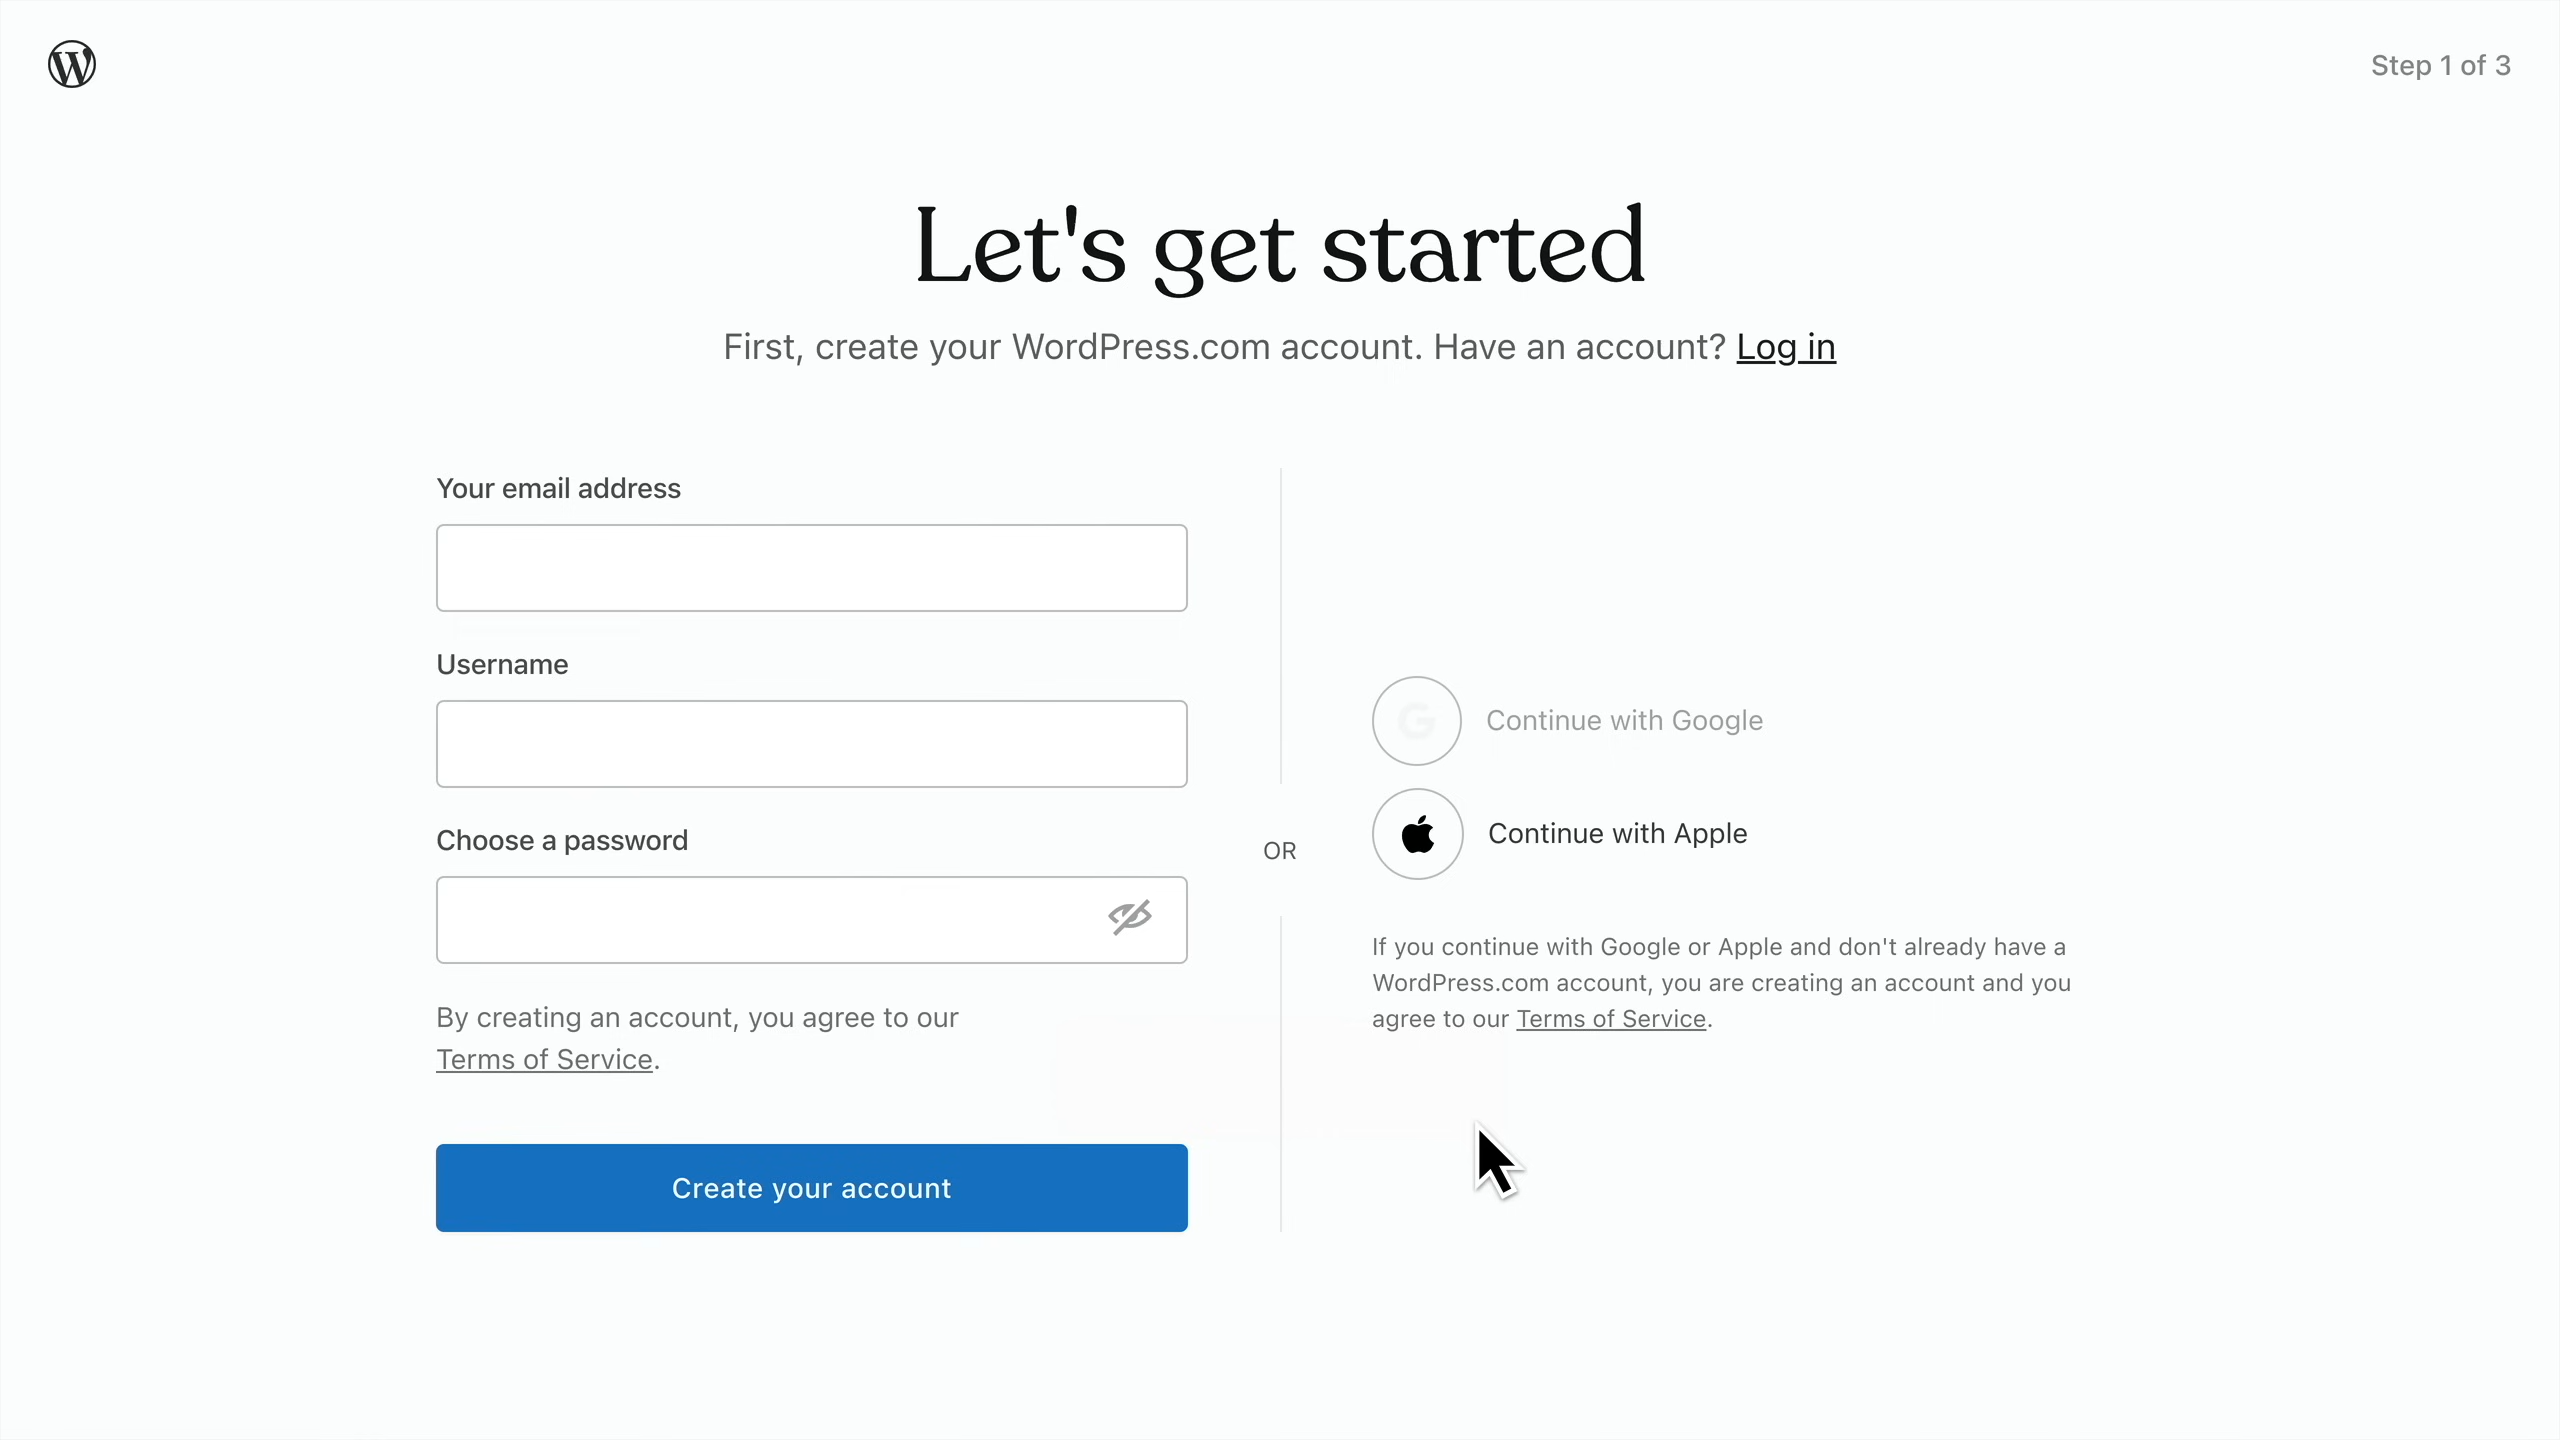 Step 1 of 3
Let's get started
First, create your WordPress.com account. Have an account? Log in
Your email address
Username
Choose a password
By creating an account, you agree to our
Terms of Service.
Create your account
OR
Continue with Google
Continue with Apple
If you continue with Google or Apple and don't already have a
WordPress.com account, you are creating an account and you
agree to our Terms of Service.